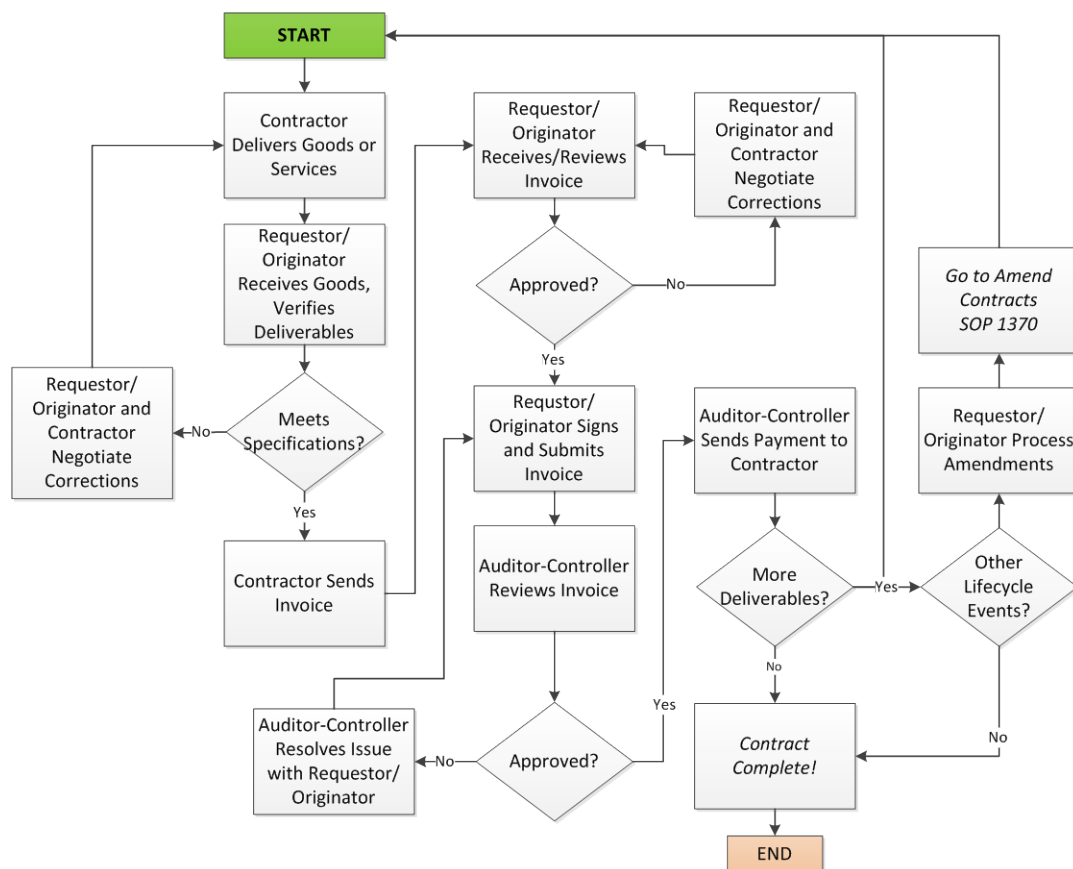 START
Contractor
Delivers Goods or
Services
Requestor/
Originator
Receives Goods,
Verifies
Deliverables
Meets
Specifications?
No
Requestor/
Originator and
Contractor
Negotiate
Corrections
Yes
Contractor Sends
Invoice
Requestor/
Originator
Receives/Reviews
Invoice
Approved?
No
Requestor/
Originator and
Contractor
Negotiate
Corrections
Yes
Requstor/
Originator Signs
and Submits
Invoice
Auditor-Controller
Reviews Invoice
Approved?
No
Auditor-Controller
Resolves Issue
with Requestor/
Originator
Yes
Auditor-Controller
Sends Payment to
Contractor
More
Deliverables?
Yes
No
Other
Lifecycle
Events?
Requestor/
Originator Process
Amendments
Go to Amend
Contracts
SOP 1370
No
Contract
Complete!
END